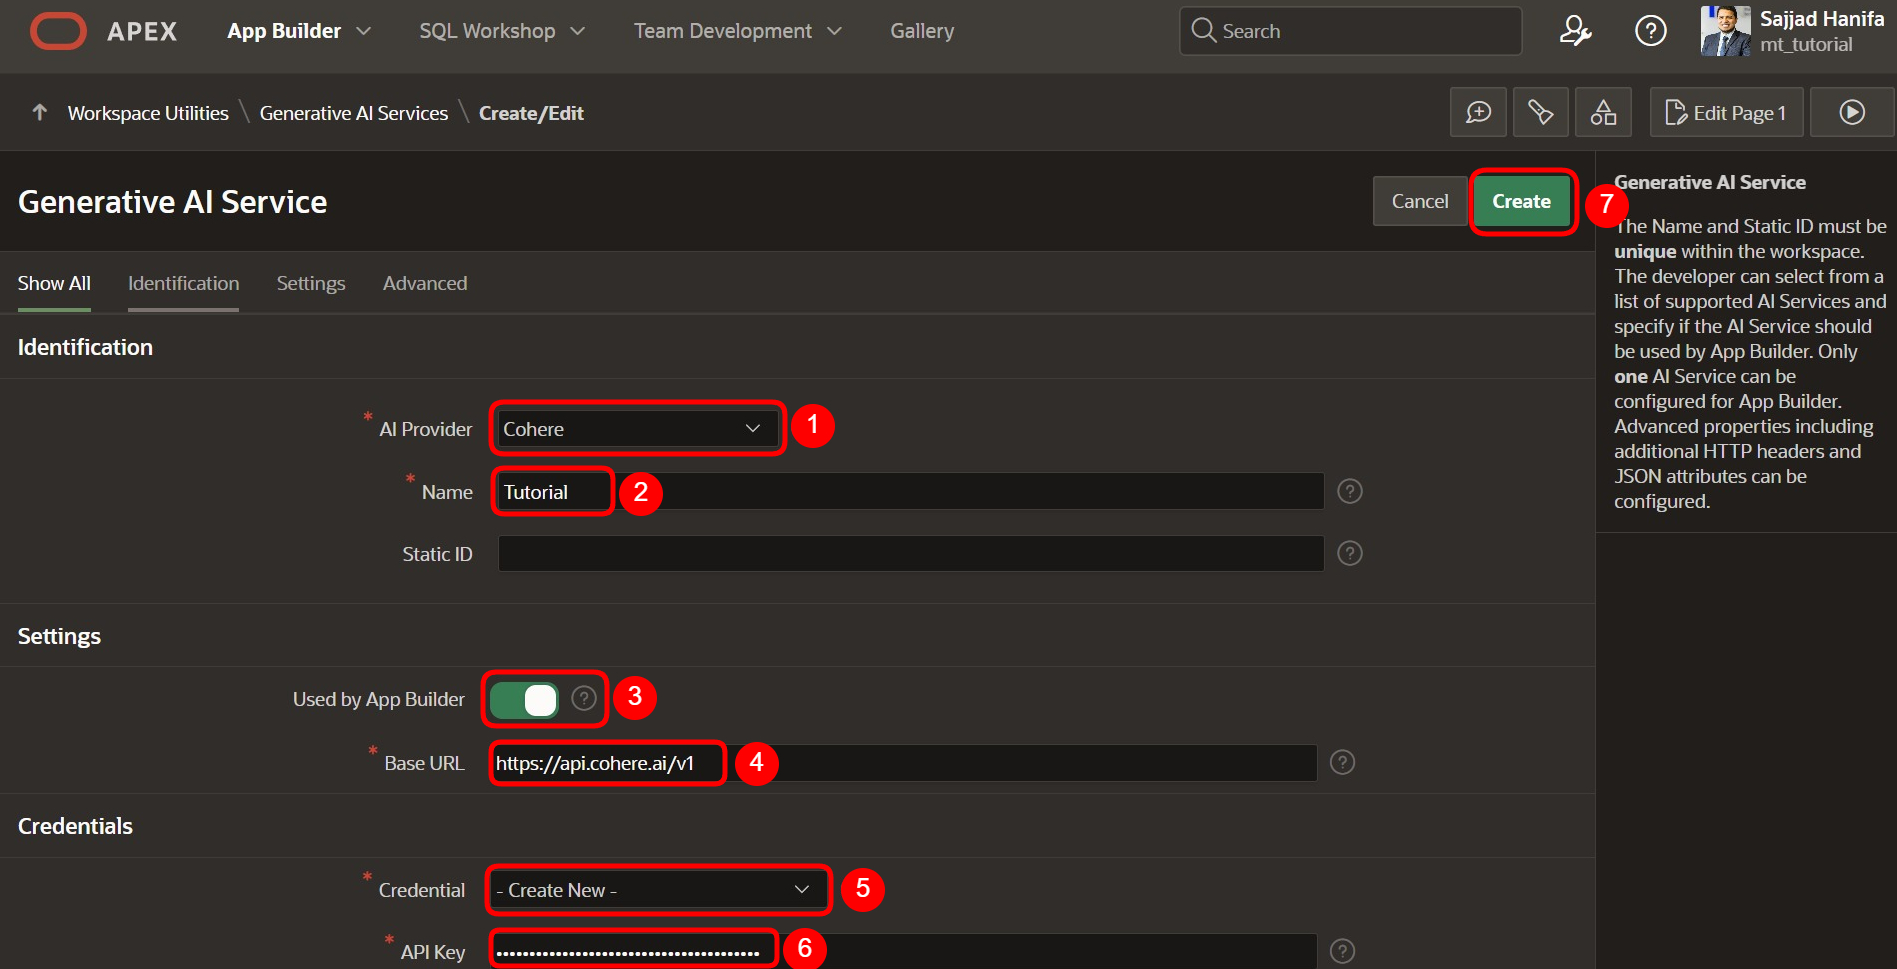 APEX
App Builder
SQL Workshop
Team Development
Gallery
Search
Sajjad Hanifa
mt_tutorial
Workspace Utilities \ Generative AI Services \ Create/Edit
Edit Page 1
Generative AI Service
Cancel
Create
7
Show All
Identification
Settings
Advanced
Identification
* AI Provider
Cohere
1
* Name
Tutorial
2
?
Static ID
?
Settings
Used by App Builder
?
3
* Base URL
https://api.cohere.ai/v1
4
?
Credentials
* Credential
- Create New -
5
* API Key
6
?
Generative AI Service
The Name and Static ID must be
unique within the workspace.
The developer can select from a
list of supported AI Services and
specify if the AI Service should
be used by App Builder. Only
one AI Service can be
configured for App Builder.
Advanced properties including
additional HTTP headers and
JSON attributes can be
configured.